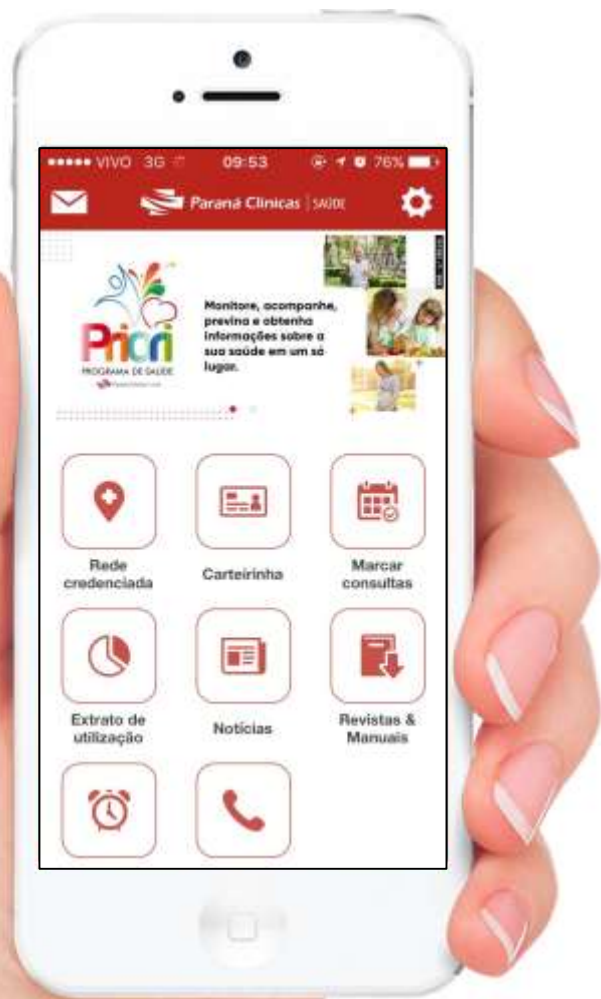 VIVO 3G 09:53 76%
Paraná Clínicas | SAÚDE
Monitore, acompanhe,
previna e obtenha
informações sobre a
sua saúde em um só
lugar.
Priori
PROGRAMA DE SAÚDE
Rede
credenciada
Carteirinha
Marcar
consultas
Extrato de
utilização
Notícias
Revistas &
Manuais